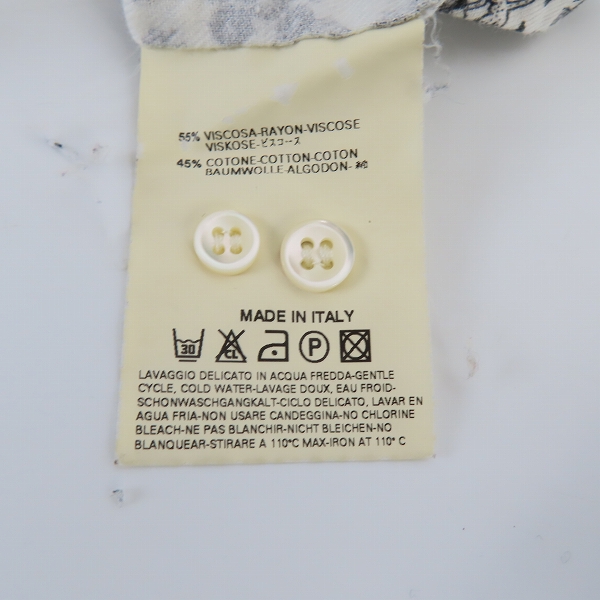 55% VISCOSA-RAYON-VISCOSE
VISKOSE-ビスコース
45% COTONE-COTTON-COTON
BAUMWOLLE-ALGODON- 綿
MADE IN ITALY
30 CL P
LAVAGGIO DELICATO IN ACQUA FREDDA-GENTLE
CYCLE, COLD WATER-LAVAGE DOUX, EAU FROID-
SCHONWASCHGANGKALT-CICLO DELICATO, LAVAR EN
AGUA FRIA-NON USARE CANDEGGINA-NO CHLORINE
BLEACH-NE PAS BLANCHIR-NICHT BLEICHEN-NO
BLANQUEAR-STIRARE A 110°C MAX-IRON AT 110° C